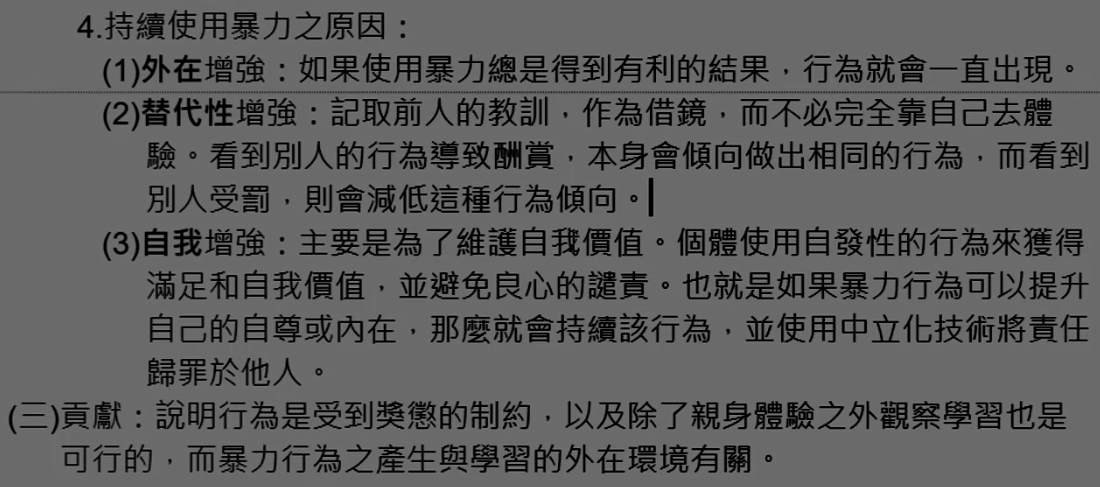 4.持續使用暴力之原因：
(1)外在增強：如果使用暴力總是得到有利的結果，行為就會一直出現。
(2)替代性增強：記取前人的教訓，作為借鏡，而不必完全靠自己去體
驗。看到別人的行為導致酬賞，本身會傾向做出相同的行為，而看到
別人受罰，則會減低這種行為傾向。
(3)自我增強：主要是為了維護自我價值。個體使用自發性的行為來獲得
滿足和自我價值，並避免良心的譴責。也就是如果暴力行為可以提升
自己的自尊或內在，那麼就會持續該行為，並使用中立化技術將責任
歸罪於他人。
(三)貢獻：說明行為是受到獎懲的制約，以及除了親身體驗之外觀察學習也是
可行的，而暴力行為之產生與學習的外在環境有關。